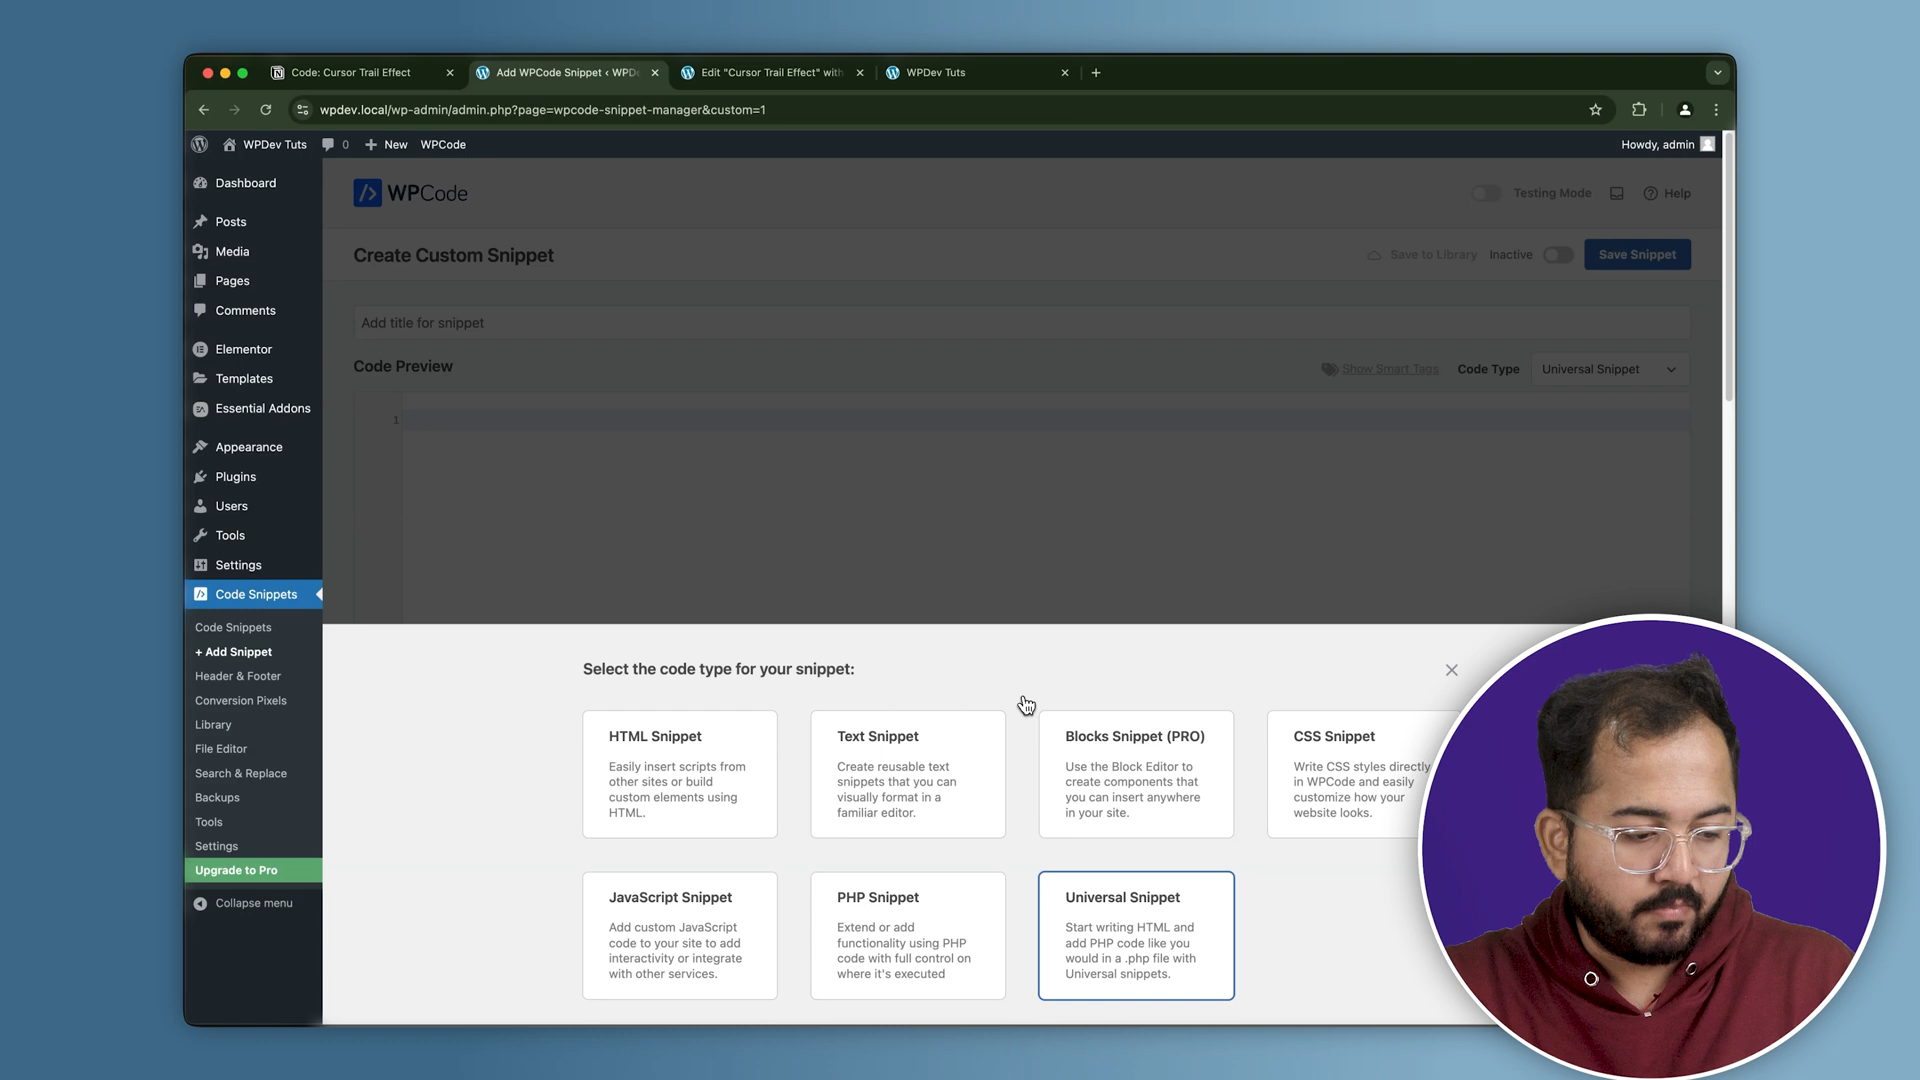 Code: Cursor Trail Effect
Add WPCode Snippet ‹ WPDe
Edit "Cursor Trail Effect" with
WPDev Tuts
wpdev.local/wp-admin/admin.php?page=wpcode-snippet-manager&custom=1
WPDev Tuts
0
New
WPCode
Howdy, admin
Dashboard
Posts
Media
Pages
Comments
Elementor
Templates
Essential Addons
Appearance
Plugins
Users
Tools
Settings
Code Snippets
Code Snippets
+ Add Snippet
Header & Footer
Conversion Pixels
Library
File Editor
Search & Replace
Backups
Tools
Settings
Upgrade to Pro
Collapse menu
WPCode
Testing Mode
Help
Create Custom Snippet
Save to Library
Inactive
Save Snippet
Add title for snippet
Code Preview
Show Smart Tags
Code Type
Universal Snippet
1
Select the code type for your snippet:
HTML Snippet
Easily insert scripts from
other sites or build
custom elements using
HTML.
Text Snippet
Create reusable text
snippets that you can
visually format in a
familiar editor.
Blocks Snippet (PRO)
Use the Block Editor to
create components that
you can insert anywhere
in your site.
CSS Snippet
Write CSS styles directly
in WPCode and easily
customize how your
website looks.
JavaScript Snippet
Add custom JavaScript
code to your site to add
interactivity or integrate
with other services.
PHP Snippet
Extend or add
functionality using PHP
code with full control on
where it's executed
Universal Snippet
Start writing HTML and
add PHP code like you
would in a .php file with
Universal snippets.